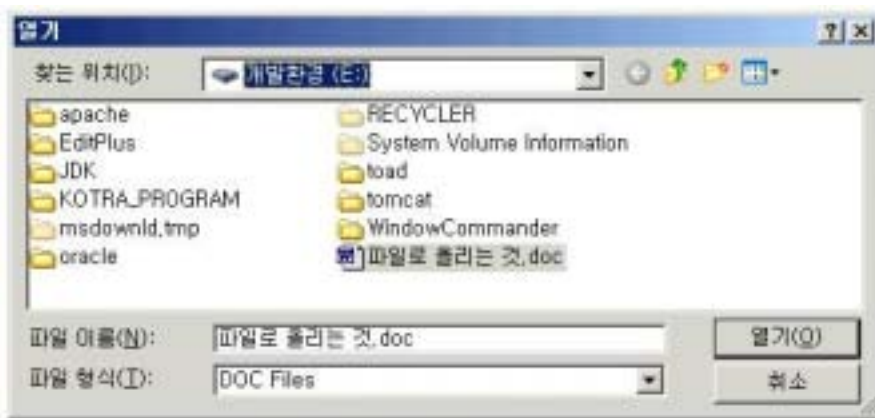 열기
찾는 위치(I): 개발환경 (E:)
apache RECYCLER
EditPlus System Volume Information
JDK toad
KOTRA_PROGRAM tomcat
msdownld.tmp WindowCommander
oracle 파일로 올리는 것.doc
파일 이름(N): 파일로 올리는 것.doc 열기(O)
파일 형식(T): DOC Files 취소